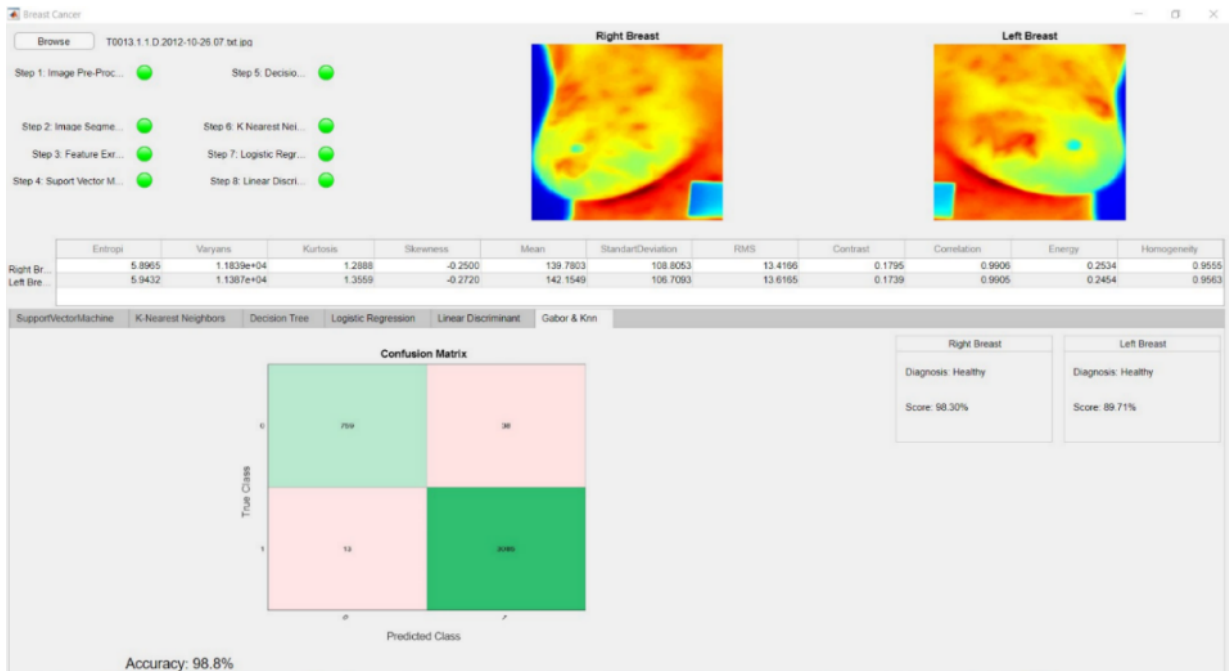 Breast Cancer
Browse T0013.1.1.D.2012-10-26.07.txt.jpg
Right Breast
Left Breast
Step 1: Image Pre-Proc...
Step 5: Decisio...
Step 2: Image Segme...
Step 6: K Nearest Nei...
Step 3: Feature Exr...
Step 7: Logistic Regr...
Step 4: Suport Vector M...
Step 8: Linear Discri...
Entropi Varyans Kurtosis Skewness Mean StandartDeviation RMS Contrast Correlation Energy Homogeneity
Right Br... 5.8965 1.1839e+04 1.2888 -0.2500 139.7803 108.8053 13.4166 0.1795 0.9906 0.2534 0.9555
Left Bre... 5.9432 1.1387e+04 1.3559 -0.2720 142.1549 106.7093 13.6165 0.1739 0.9905 0.2454 0.9563
SupportVectorMachine K-Nearest Neighbors Decision Tree Logistic Regression Linear Discriminant Gabor & Knn
Confusion Matrix
0
1
13
True Class
Predicted Class
Accuracy: 98.8%
Right Breast
Diagnosis: Healthy
Score: 98.30%
Left Breast
Diagnosis: Healthy
Score: 89.71%